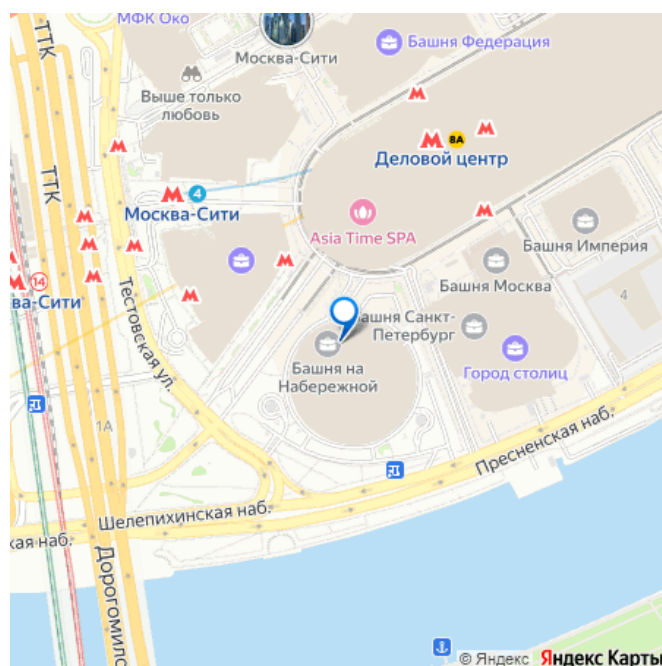 МФК Око
Москва-Сити
Башня Федерация
ТТК
Выше только
любовь
8А
Деловой центр
ТТК
4
Москва-Сити
Asia Time SPA
Башня Империя
Башня Москва
14
ва-Сити
4
Тестовская ул.
Башня Санкт-
Петербург
Башня на
Набережной
Город столиц
1А
Пресненская наб.
Шелепихинская наб.
кая наб.
Дорогомило
© Яндекс Яндекс Карты